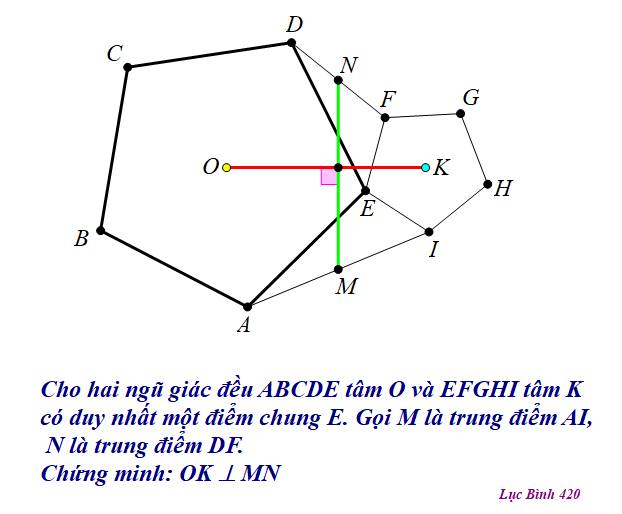 D
C
N
F
G
O
K
H
E
B
I
M
A
Cho hai ngũ giác đều ABCDE tâm O và EFGHI tâm K
có duy nhất một điểm chung E. Gọi M là trung điểm AI,
N là trung điểm DF.
Chứng minh: OK ⊥ MN
Lục Bình 420